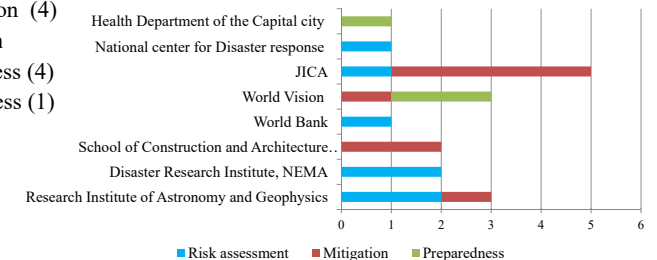 on (4)
n
ess (4)
ess (1)
Health Department of the Capital city
National center for Disaster response
JICA
World Vision
World Bank
School of Construction and Architecture..
Disaster Research Institute, NEMA
Research Institute of Astronomy and Geophysics
0 1 2 3 4 5 6
Risk assessment Mitigation Preparedness